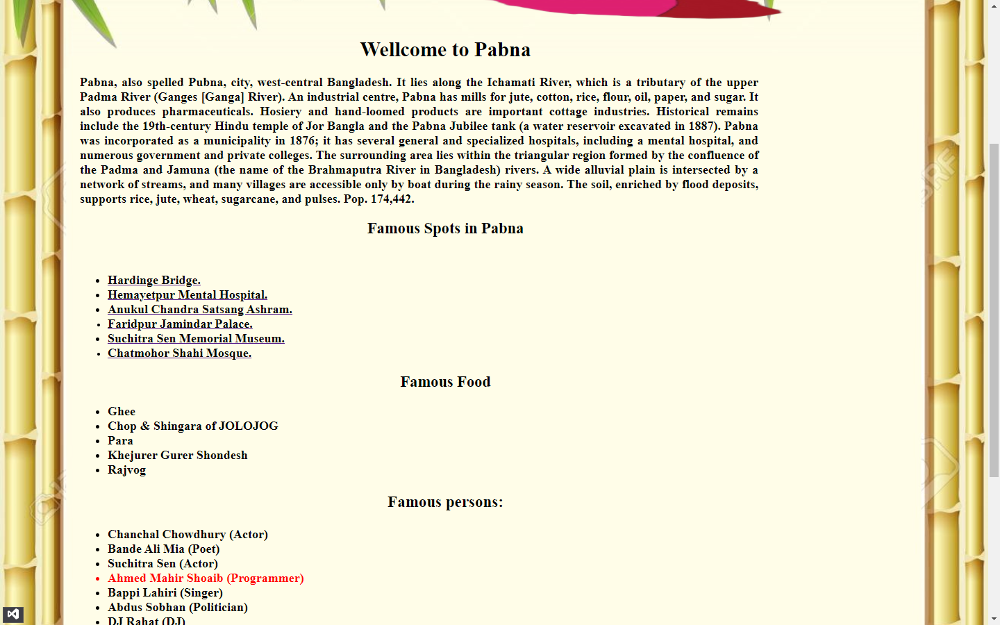 Wellcome to Pabna
Pabna, also spelled Pubna, city, west-central Bangladesh. It lies along the Ichamati River, which is a tributary of the upper
Padma River (Ganges [Ganga] River). An industrial centre, Pabna has mills for jute, cotton, rice, flour, oil, paper, and sugar. It
also produces pharmaceuticals. Hosiery and hand-loomed products are important cottage industries. Historical remains
include the 19th-century Hindu temple of Jor Bangla and the Pabna Jubilee tank (a water reservoir excavated in 1887). Pabna
was incorporated as a municipality in 1876; it has several general and specialized hospitals, including a mental hospital, and
numerous government and private colleges. The surrounding area lies within the triangular region formed by the confluence of
the Padma and Jamuna (the name of the Brahmaputra River in Bangladesh) rivers. A wide alluvial plain is intersected by a
network of streams, and many villages are accessible only by boat during the rainy season. The soil, enriched by flood deposits,
supports rice, jute, wheat, sugarcane, and pulses. Pop. 174,442.
Famous Spots in Pabna
Hardinge Bridge.
Hemayetpur Mental Hospital.
Anukul Chandra Satsang Ashram.
Faridpur Jamindar Palace.
Suchitra Sen Memorial Museum.
Chatmohor Shahi Mosque.
Famous Food
Ghee
Chop & Shingara of JOLOJOG
Para
Khejurer Gurer Shondesh
Rajvog
Famous persons:
Chanchal Chowdhury (Actor)
Bande Ali Mia (Poet)
Suchitra Sen (Actor)
Ahmed Mahir Shoaib (Programmer)
Bappi Lahiri (Singer)
Abdus Sobhan (Politician)
DJ Rahat (DJ)